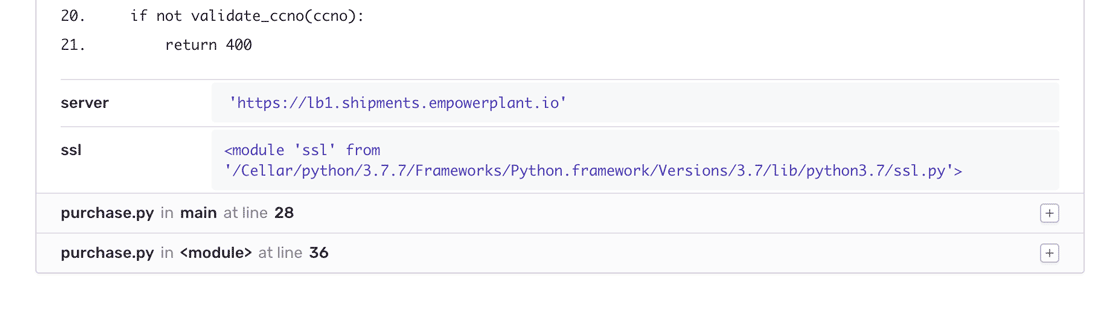 20. if not validate_ccno(ccno):
21. return 400
server 'https://lb1.shipments.empowerplant.io'
ssl <module 'ssl' from
'/Cellar/python/3.7.7/Frameworks/Python.framework/Versions/3.7/lib/python3.7/ssl.py'>
purchase.py in main at line 28 +
purchase.py in <module> at line 36 +